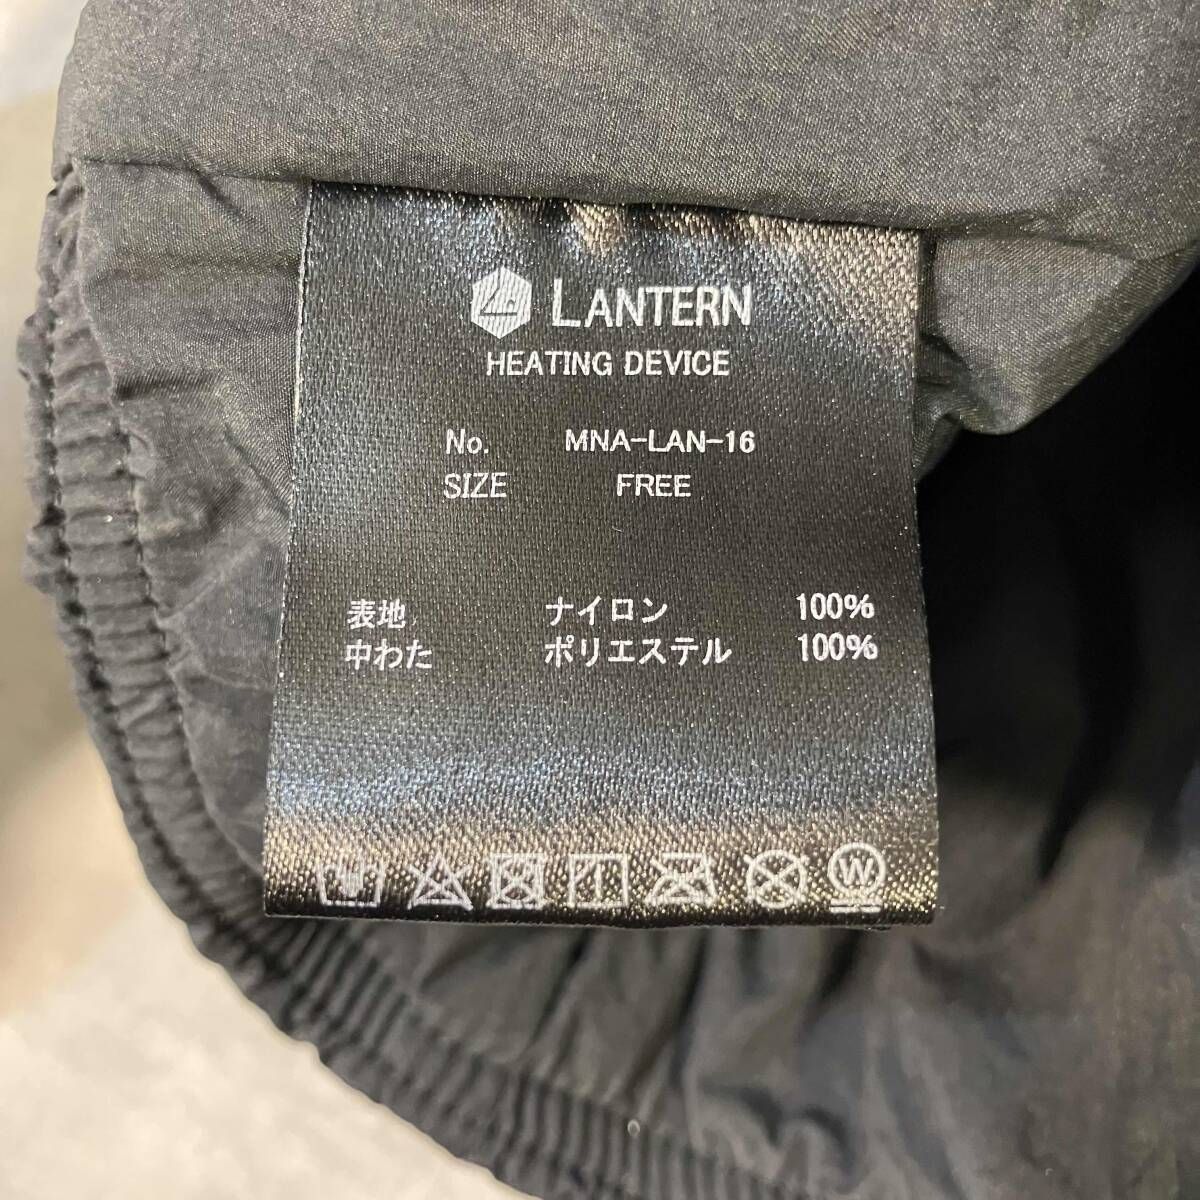 LANTERN
HEATING DEVICE
No. MNA-LAN-16
SIZE FREE
表地 ナイロン 100%
中わた ポリエステル 100%
W